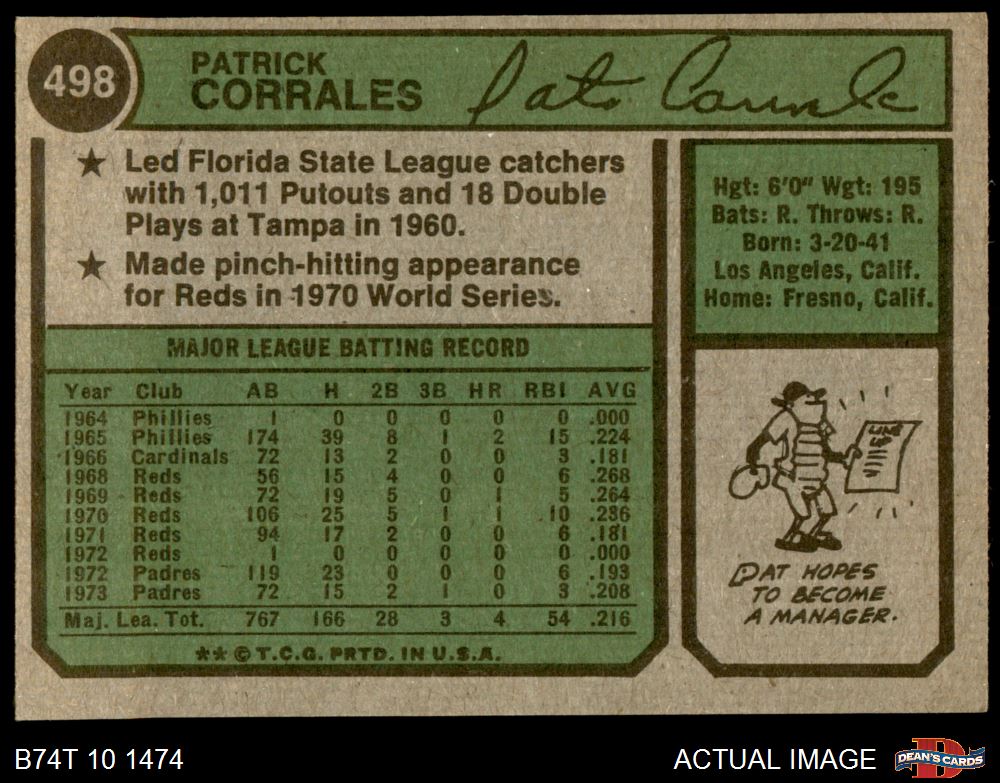 498
PATRICK
CORRALES
Pat Corrales
★ Led Florida State League catchers
with 1,011 Putouts and 18 Double
Plays at Tampa in 1960.
★ Made pinch-hitting appearance
for Reds in 1970 World Series.
Hgt: 6'0" Wgt: 195
Bats: R. Throws: R.
Born: 3-20-41
Los Angeles, Calif.
Home: Fresno, Calif.
MAJOR LEAGUE BATTING RECORD
Year Club AB H 2B 3B HR RBI AVG
1964 Phillies 1 0 0 0 0 0 .000
1965 Phillies 174 39 8 1 2 15 .224
1966 Cardinals 72 13 2 0 0 3 .181
1968 Reds 56 15 4 0 0 6 .268
1969 Reds 72 19 5 0 1 5 .264
1970 Reds 106 25 5 1 1 10 .236
1971 Reds 94 17 2 0 0 6 .181
1972 Reds 1 0 0 0 0 0 .000
1972 Padres 119 23 0 0 0 6 .193
1973 Padres 72 15 2 1 0 3 .208
Maj. Lea. Tot. 767 166 28 3 4 54 .216
★★ © T.C.G. PRTD. IN U.S.A.
LINE
PAT HOPES
TO BECOME
A MANAGER.
B74T 10 1474
ACTUAL IMAGE
D
DEAN'S CARDS